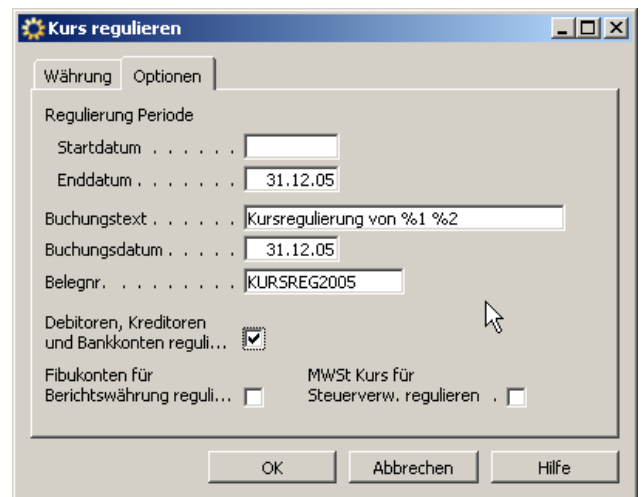 Kurs regulieren
Währung Optionen
Regulierung Periode
Startdatum . . . . . .
Enddatum . . . . . . . 31.12.05
Buchungstext . . . . . . Kursregulierung von %1 %2
Buchungsdatum . . . . . 31.12.05
Belegnr. . . . . . . . . . KURSREG2005
Debitoren, Kreditoren
und Bankkonten reguli...
Fibukonten für
Berichtswährung reguli...
MWSt Kurs für
Steuerverw. regulieren .
OK Abbrechen Hilfe